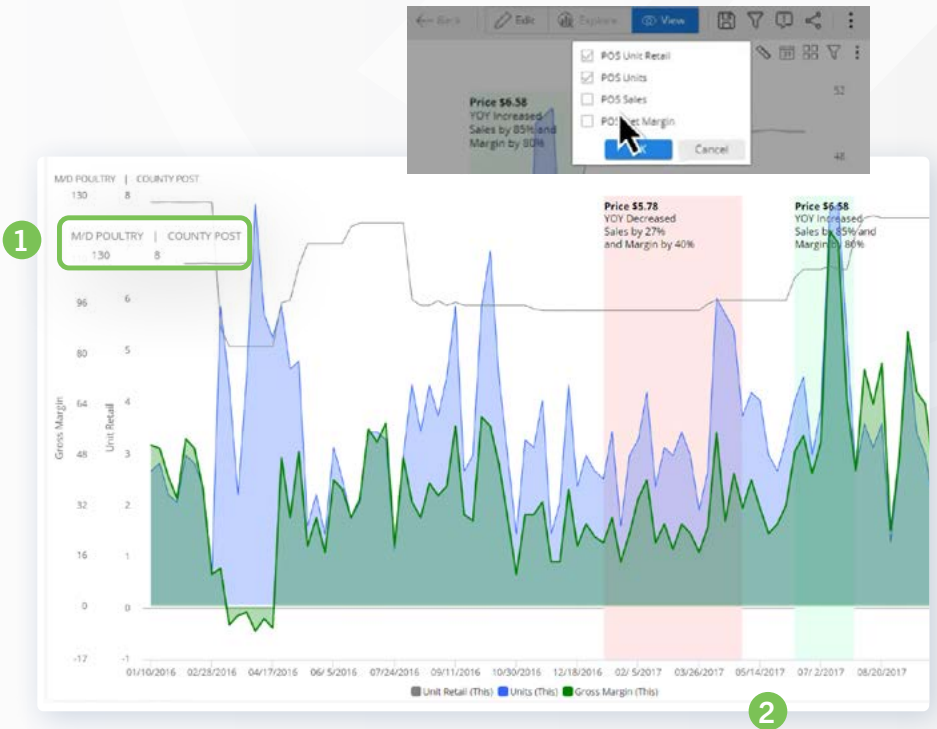 Back
Edit
Explore
View
POS Unit Retail
POS Units
POS Sales
POS Net Margin
Cancel
Price $6.58
YOY Increased
Sales by 85% and
Margin by 80%
52
48
M/D POULTRY | COUNTY POST
130 8
1
M/D POULTRY | COUNTY POST
130 8
Price $5.78
YOY Decreased
Sales by 27%
and Margin by 40%
Price $6.58
YOY Increased
Sales by 85% and
Margin by 80%
96 6
80 5
64 4
48 3
32 2
16 1
0 0
-17 -1
Gross Margin
Unit Retail
01/10/2016 02/28/2016 04/17/2016 06/5/2016 07/24/2016 09/11/2016 10/30/2016 12/18/2016 02/5/2017 03/26/2017 05/14/2017 07/2/2017 08/20/2017
Unit Retail (This) Units (This) Gross Margin (This)
2